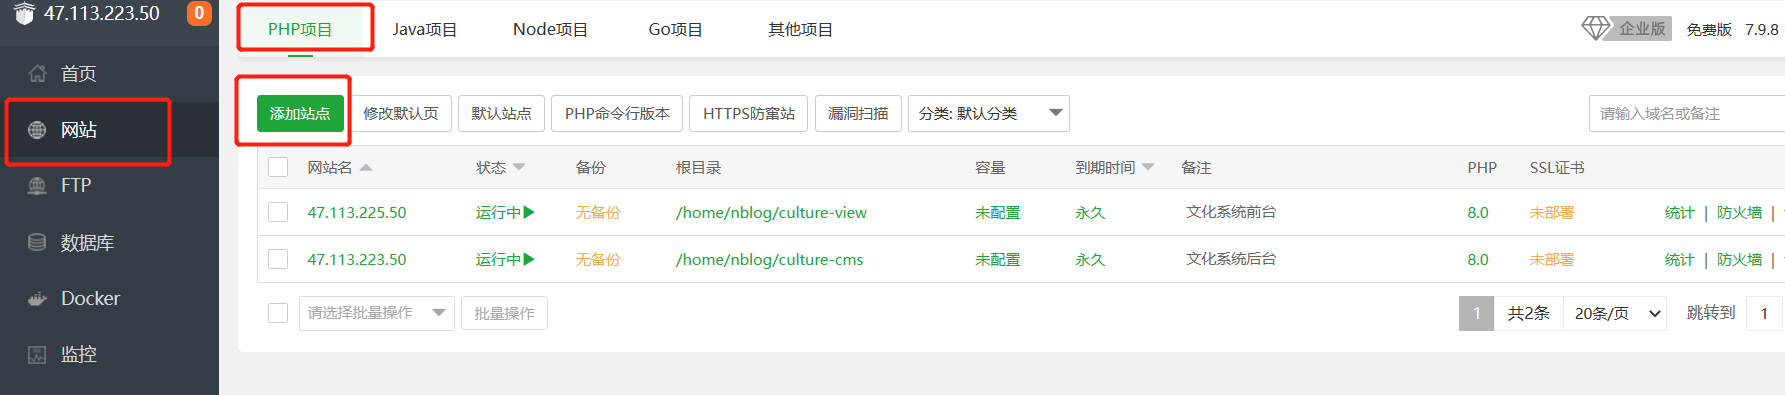 47.113.223.50 0
首页
网站
FTP
数据库
Docker
监控
PHP项目 Java项目 Node项目 Go项目 其他项目 企业版 免费版 7.9.8
添加站点 修改默认页 默认站点 PHP命令行版本 HTTPS防窜站 漏洞扫描 分类: 默认分类 请输入域名或备注
网站名 状态 备份 根目录 容量 到期时间 备注 PHP SSL证书
47.113.225.50 运行中 无备份 /home/nblog/culture-view 未配置 永久 文化系统前台 8.0 未部署 统计 | 防火墙 |
47.113.223.50 运行中 无备份 /home/nblog/culture-cms 未配置 永久 文化系统后台 8.0 未部署 统计 | 防火墙 |
请选择批量操作 批量操作 1 共2条 20条/页 跳转到 1